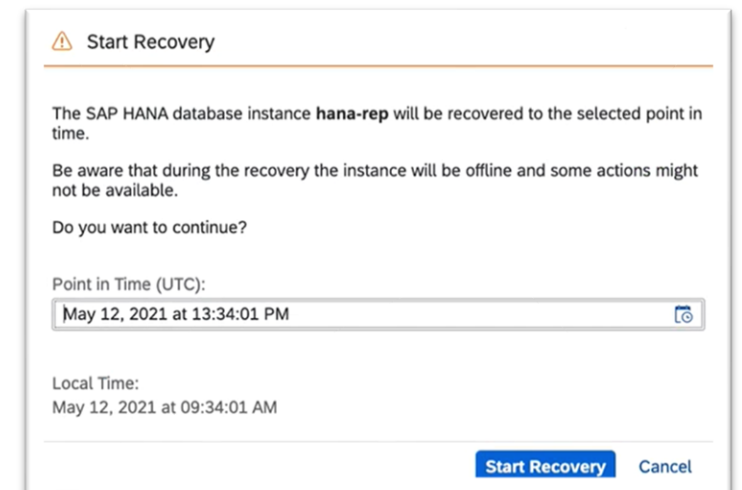 Start Recovery
The SAP HANA database instance hana-rep will be recovered to the selected point in
time.
Be aware that during the recovery the instance will be offline and some actions might
not be available.
Do you want to continue?
Point in Time (UTC):
May 12, 2021 at 13:34:01 PM
Local Time:
May 12, 2021 at 09:34:01 AM
Start Recovery Cancel